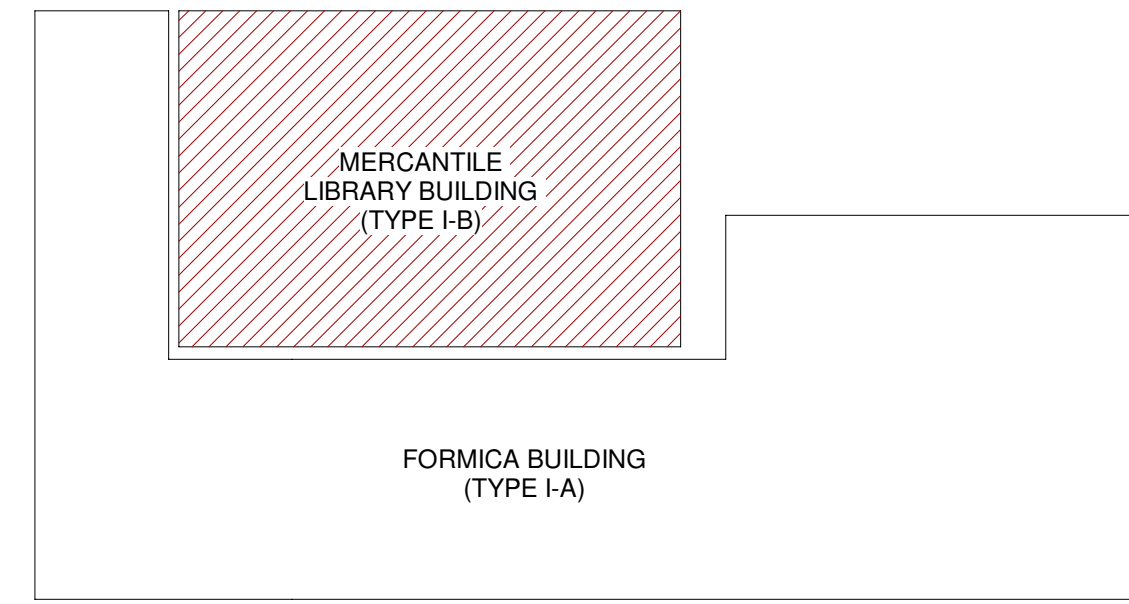 MERCANTILE
LIBRARY BUILDING
(TYPE I-B)
FORMICA BUILDING
(TYPE I-A)